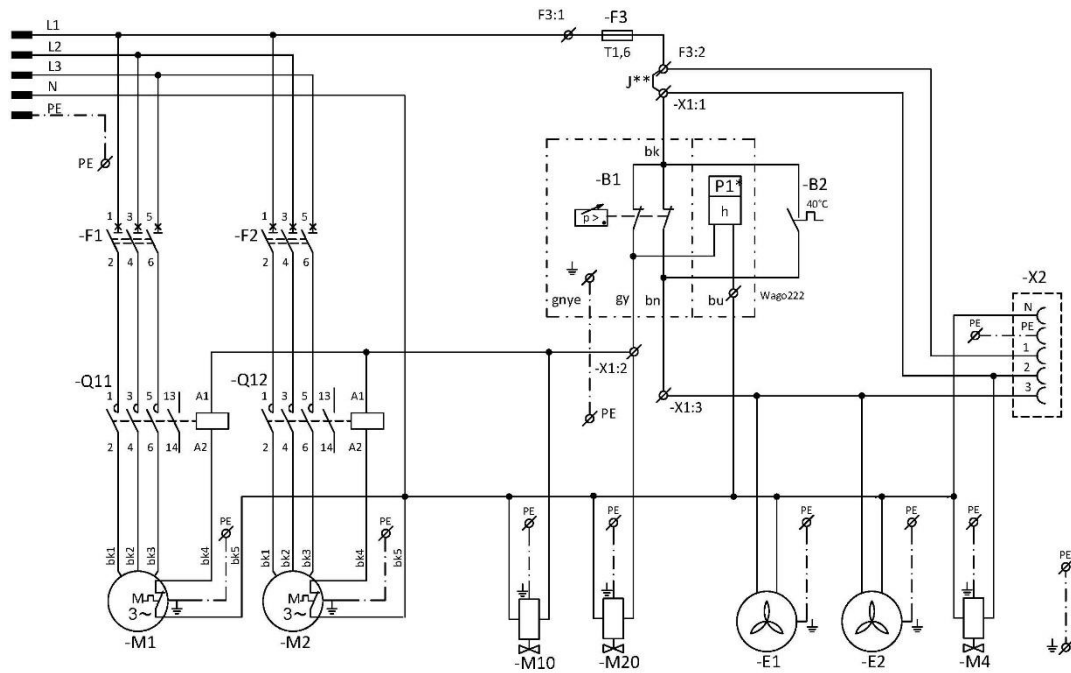 L1
L2
L3
N
PE
PE
F3:1
-F3
T1,6
F3:2
J**
-X1:1
bk
-B1
p >
P1*
h
-B2
40°C
gnye
gy
bn
bu
Wago222
-X1:2
PE
-X1:3
-X2
N
PE
PE
1
2
3
1 3 5
-F1
2 4 6
1 3 5
-F2
2 4 6
-Q11
1 3 5 13 A1
2 4 6 14 A2
-Q12
1 3 5 13 A1
2 4 6 14 A2
bk1
bk2
bk3
bk4
bk5
PE
M
3~
-M1
bk1
bk2
bk3
bk4
bk5
PE
M
3~
-M2
PE
-M10
PE
-M20
PE
-E1
PE
-E2
PE
-M4
PE